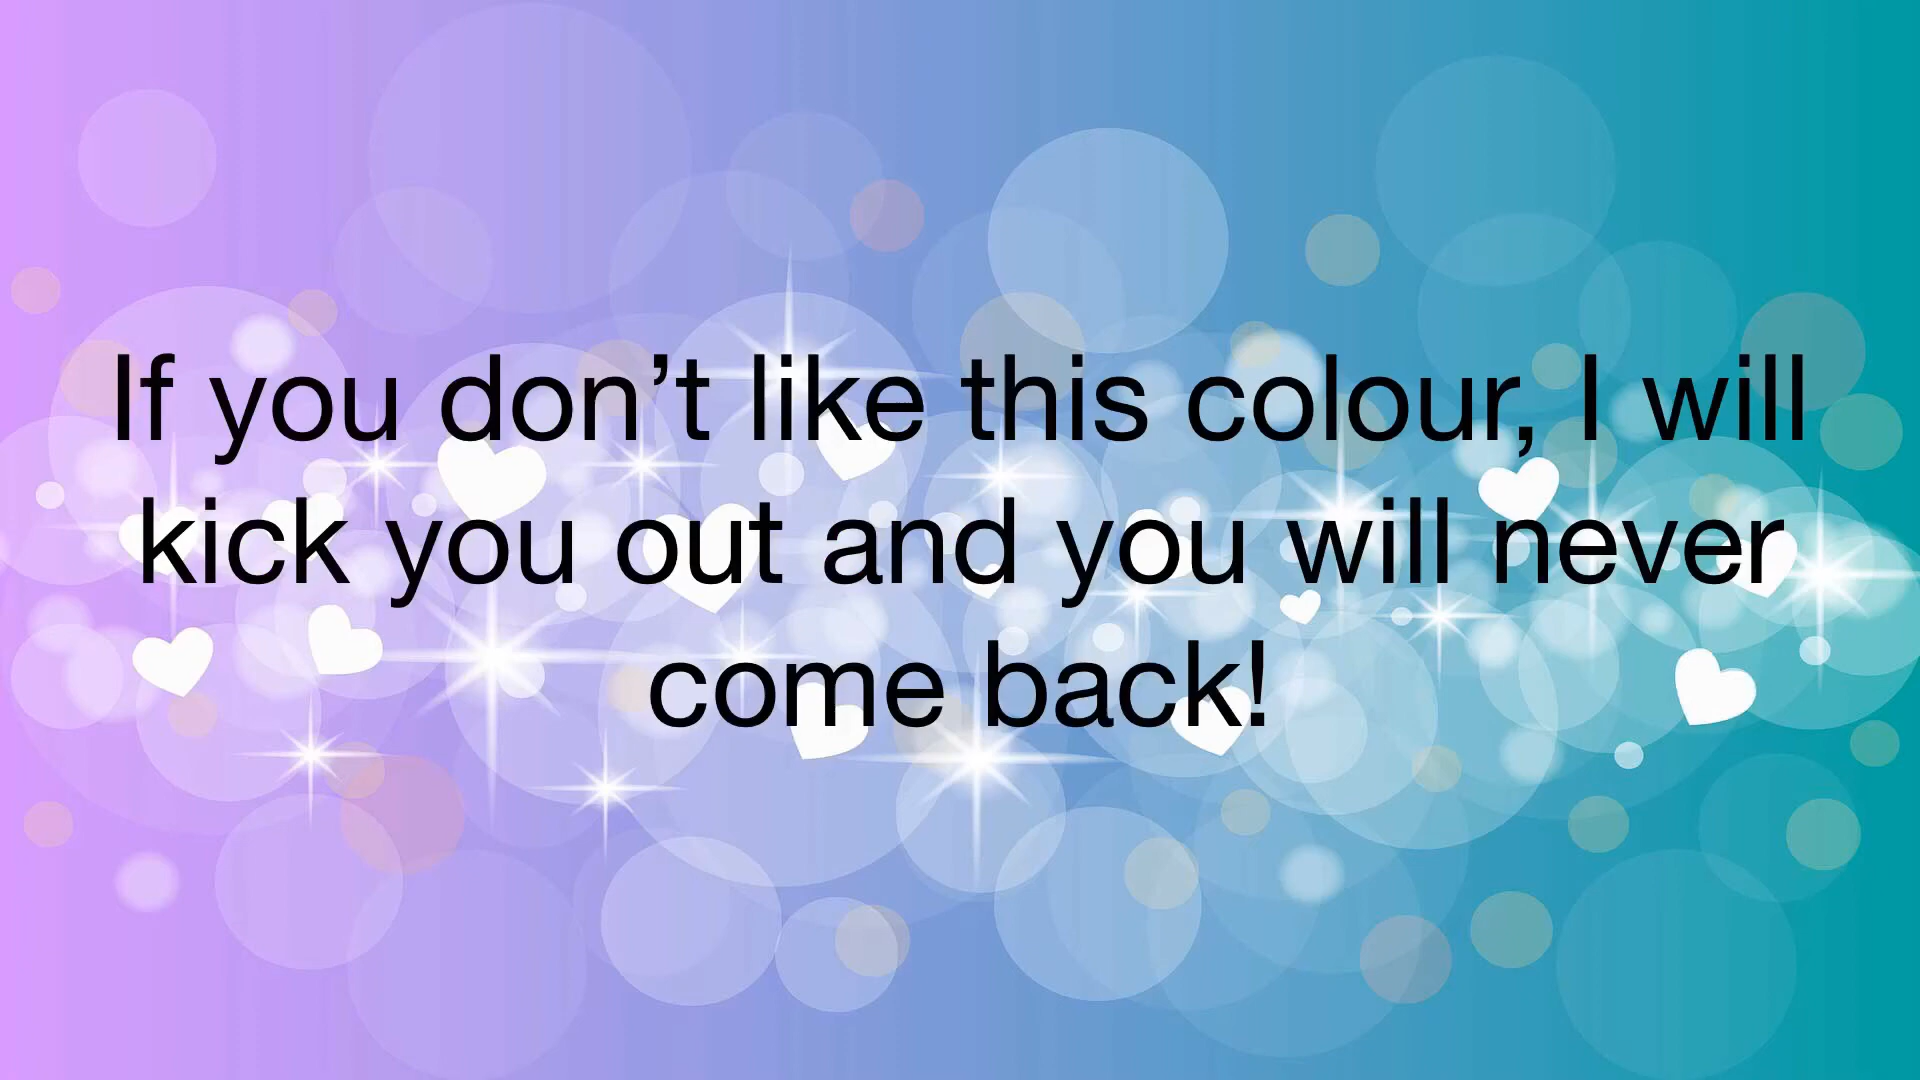 If you don’t like this colour, I will
kick you out and you will never
come back!